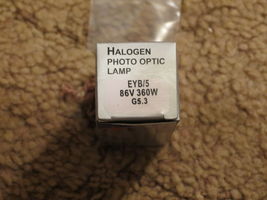 HALOGEN
PHOTO OPTIC
LAMP
EYB/5
86V 360W
G5.3